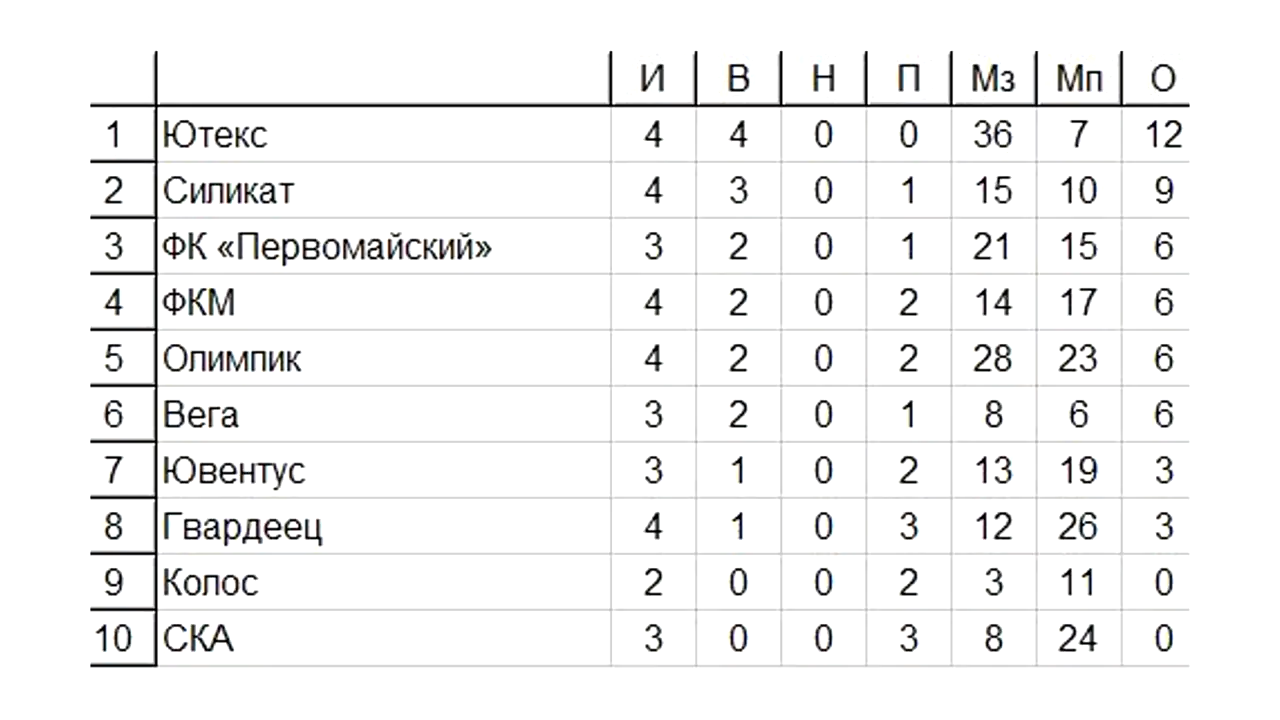 И В Н П Мз Мп О
1 Ютекс 4 4 0 0 36 7 12
2 Силикат 4 3 0 1 15 10 9
3 ФК «Первомайский» 3 2 0 1 21 15 6
4 ФКМ 4 2 0 2 14 17 6
5 Олимпик 4 2 0 2 28 23 6
6 Вега 3 2 0 1 8 6 6
7 Ювентус 3 1 0 2 13 19 3
8 Гвардеец 4 1 0 3 12 26 3
9 Колос 2 0 0 2 3 11 0
10 СКА 3 0 0 3 8 24 0